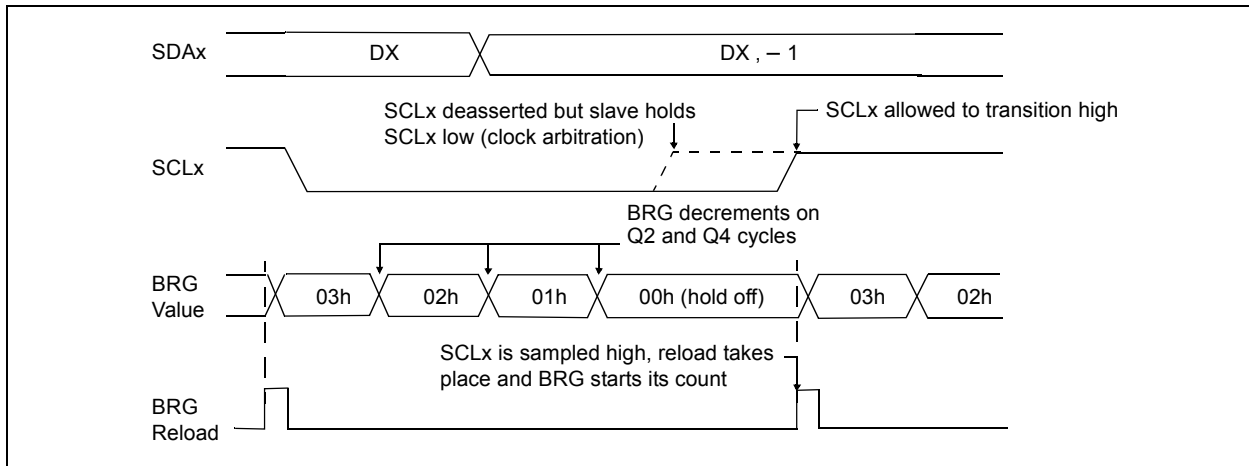 SDAx
DX
DX , – 1
SCLx deasserted but slave holds
SCLx low (clock arbitration)
SCLx allowed to transition high
SCLx
BRG decrements on
Q2 and Q4 cycles
BRG
Value
03h
02h
01h
00h (hold off)
03h
02h
SCLx is sampled high, reload takes
place and BRG starts its count
BRG
Reload